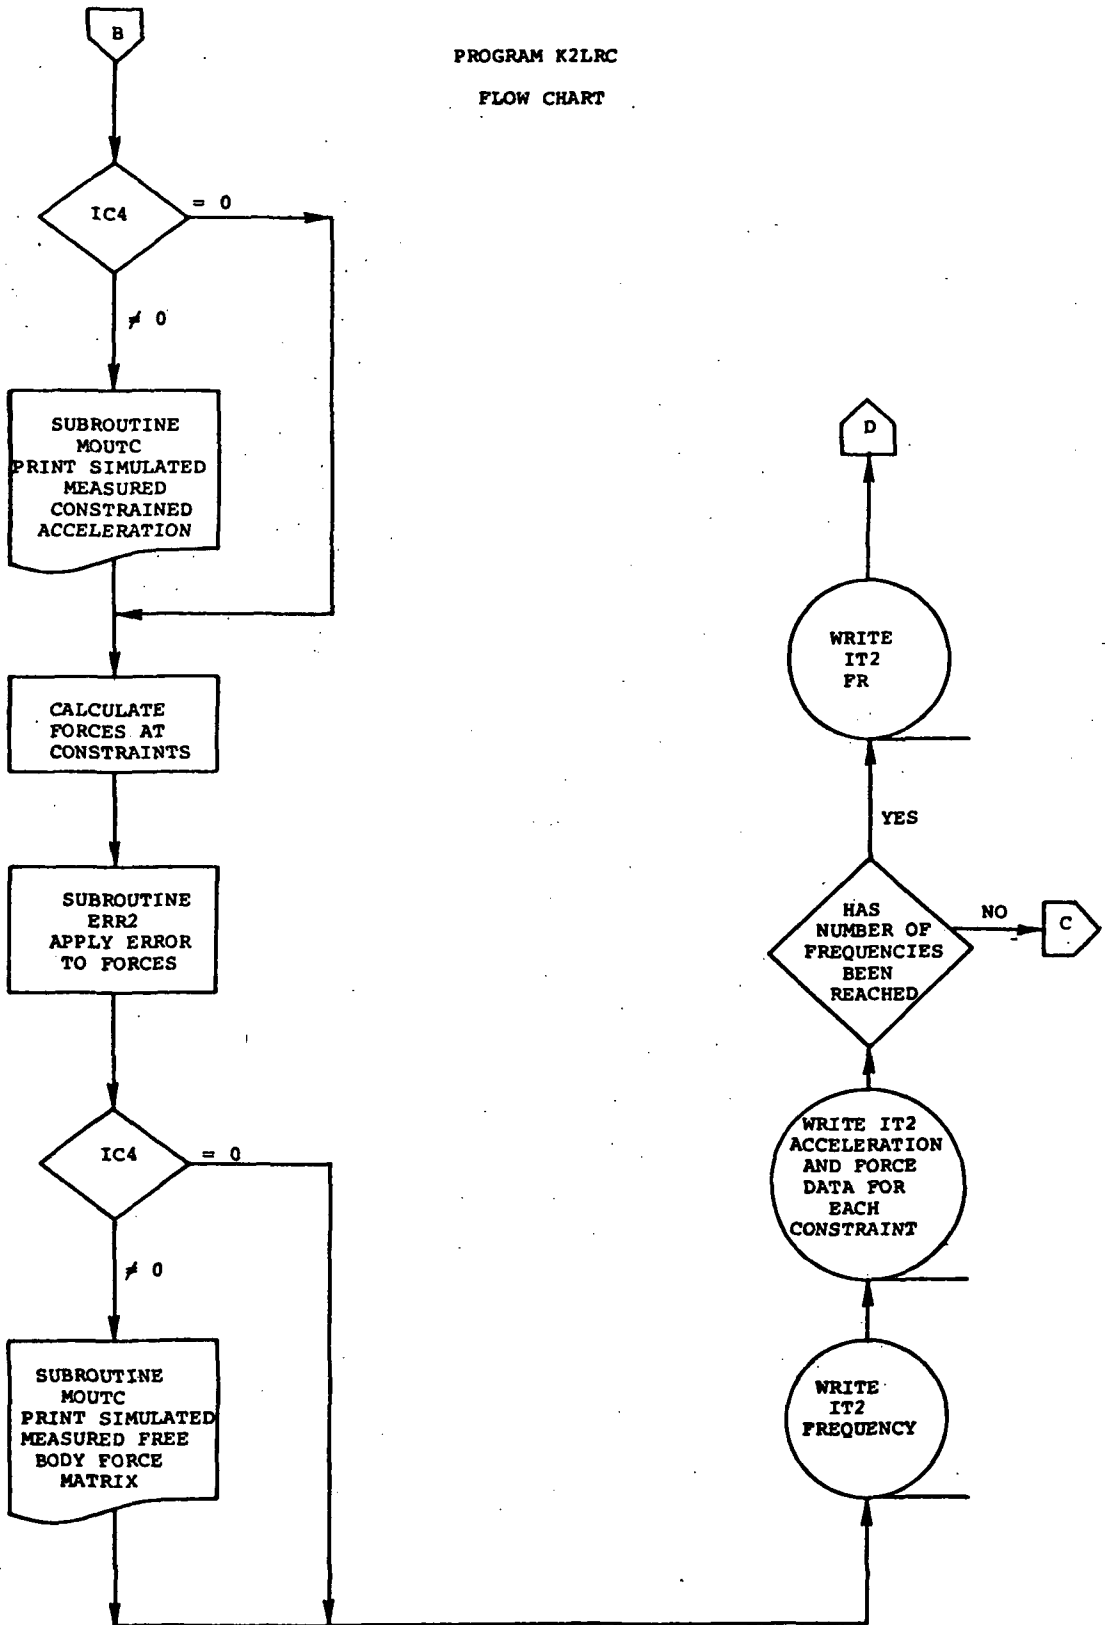 B
PROGRAM K2LRC
FLOW CHART
IC4
= 0
≠ 0
SUBROUTINE
MOUTC
PRINT SIMULATED
MEASURED
CONSTRAINED
ACCELERATION
CALCULATE
FORCES AT
CONSTRAINTS
SUBROUTINE
ERR2
APPLY ERROR
TO FORCES
IC4
= 0
≠ 0
SUBROUTINE
MOUTC
PRINT SIMULATED
MEASURED FREE
BODY FORCE
MATRIX
D
WRITE
IT2
FR
YES
HAS
NUMBER OF
FREQUENCIES
BEEN
REACHED
NO
C
WRITE IT2
ACCELERATION
AND FORCE
DATA FOR
EACH
CONSTRAINT
WRITE
IT2
FREQUENCY